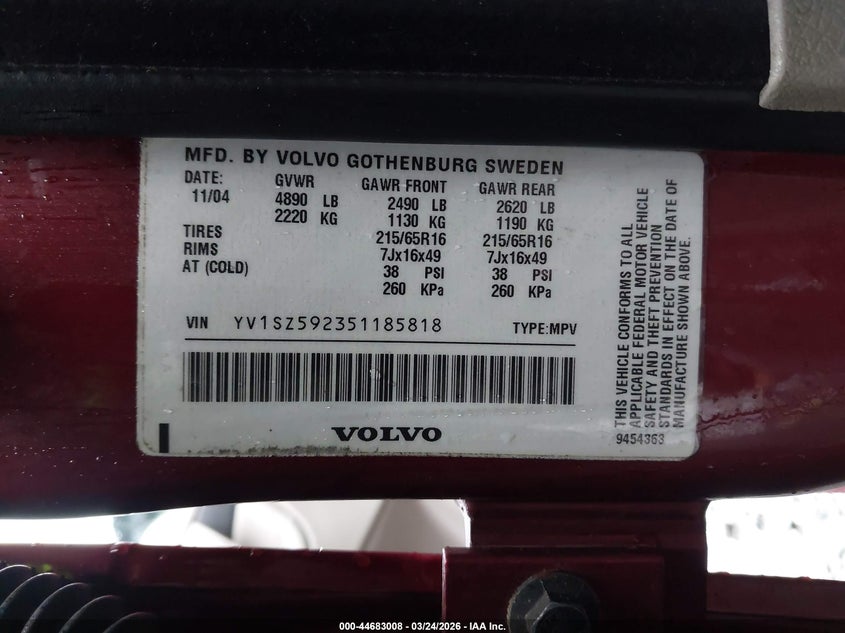 MFD. BY VOLVO GOTHENBURG SWEDEN
DATE: GVWR GAWR FRONT GAWR REAR
11/04 4890 LB 2490 LB 2620 LB
2220 KG 1130 KG 1190 KG
TIRES 215/65R16 215/65R16
RIMS 7Jx16x49 7Jx16x49
AT (COLD) 38 PSI 38 PSI
260 KPa 260 KPa
VIN YV1SZ592351185818 TYPE:MPV
VOLVO
THIS VEHICLE CONFORMS TO ALL
APPLICABLE FEDERAL MOTOR VEHICLE
SAFETY AND THEFT PREVENTION
STANDARDS IN EFFECT ON THE DATE OF
MANUFACTURE SHOWN ABOVE.
9454363
000-44683008 - 03/24/2026 - IAA Inc.